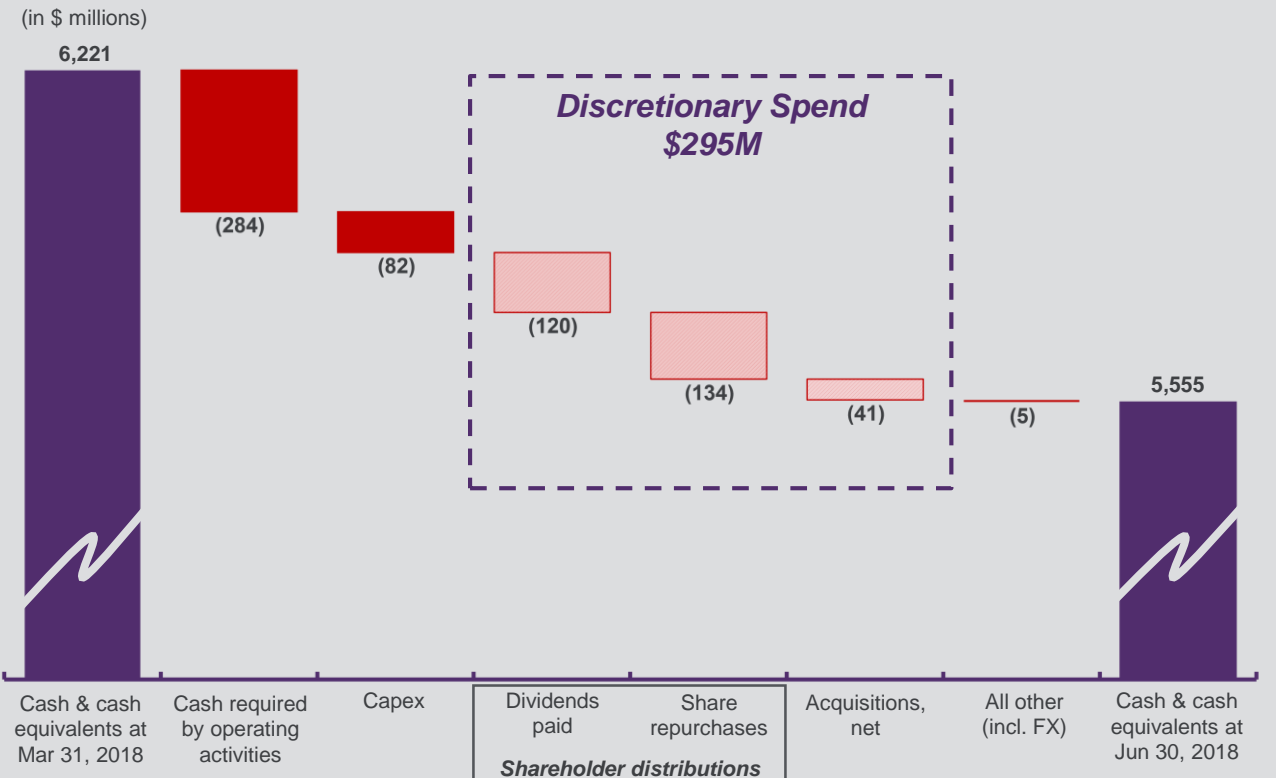 (in $ millions)
6,221
Discretionary Spend
$295M
(284)
(82)
(120)
(134)
(41)
(5)
5,555
Cash & cash
equivalents at
Mar 31, 2018
Cash required
by operating
activities
Capex
Dividends
paid
Share
repurchases
Shareholder distributions
Acquisitions,
net
All other
(incl. FX)
Cash & cash
equivalents at
Jun 30, 2018